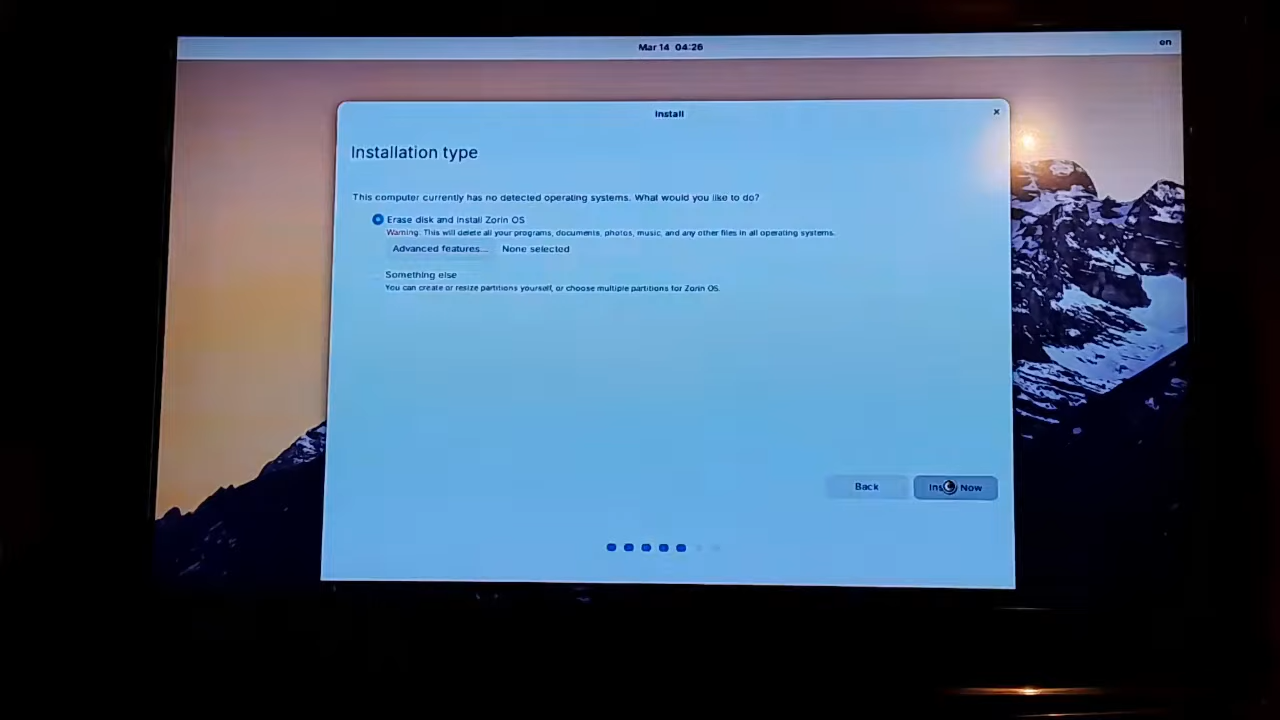 Mar 14 04:26
en
Install
×
Installation type
This computer currently has no detected operating systems. What would you like to do?
Erase disk and install Zorin OS
Warning: This will delete all your programs, documents, photos, music, and any other files in all operating systems.
Advanced features... None selected
Something else
You can create or resize partitions yourself, or choose multiple partitions for Zorin OS.
Back
Now